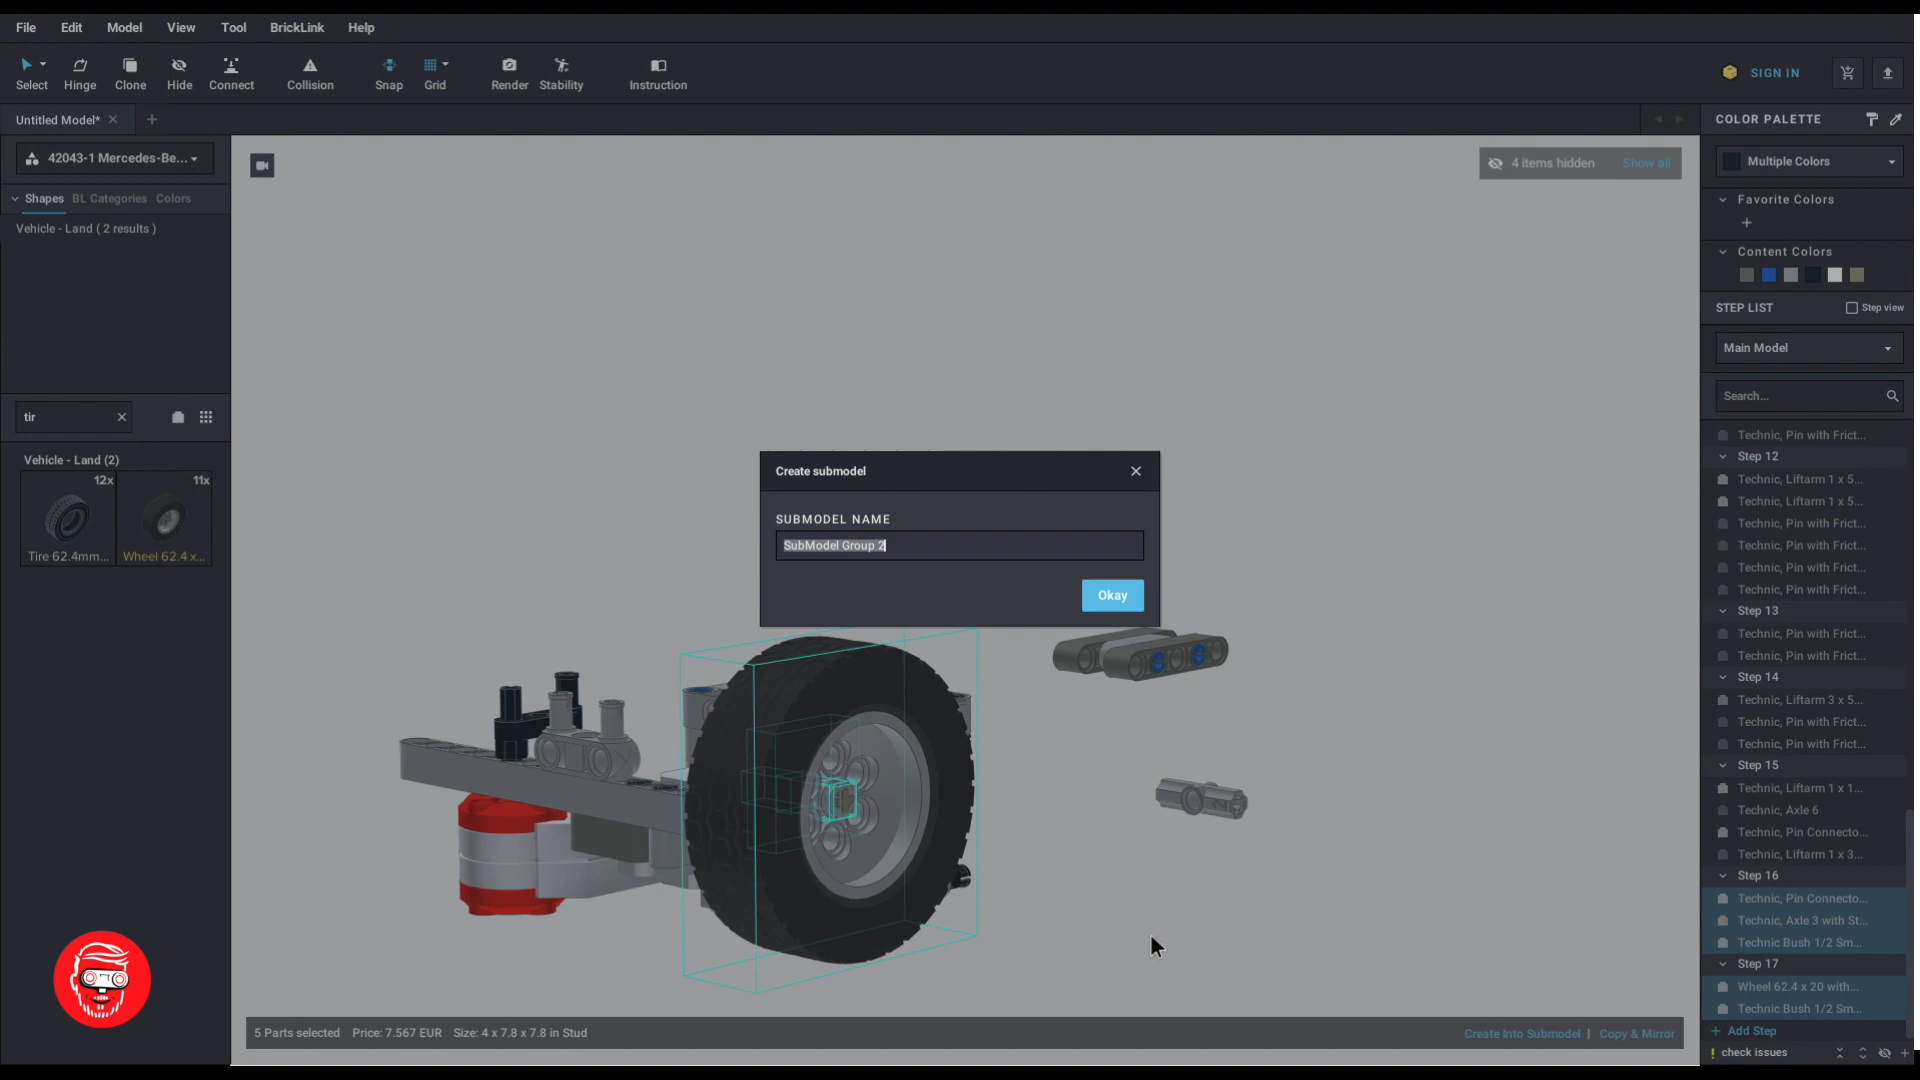 File Edit Model View Tool BrickLink Help
Select Hinge Clone Hide Connect Collision Snap Grid Render Stability Instruction
SIGN IN
Untitled Model*
42043-1 Mercedes-Be...
Shapes BL Categories Colors
Vehicle - Land ( 2 results )
tir
Vehicle - Land (2)
12x 11x
Tire 62.4mm... Wheel 62.4 x...
4 items hidden Show all
Create submodel
SUBMODEL NAME
SubModel Group 2
Okay
5 Parts selected Price: 7.567 EUR Size: 4 x 7.8 x 7.8 in Stud
Create Into Submodel | Copy & Mirror
COLOR PALETTE
Multiple Colors
Favorite Colors
Content Colors
STEP LIST Step view
Main Model
Search...
Technic, Pin with Frict...
Step 12
Technic, Liftarm 1 x 5...
Technic, Liftarm 1 x 5...
Technic, Pin with Frict...
Technic, Pin with Frict...
Technic, Pin with Frict...
Technic, Pin with Frict...
Step 13
Technic, Pin with Frict...
Technic, Pin with Frict...
Step 14
Technic, Liftarm 3 x 5...
Technic, Pin with Frict...
Technic, Pin with Frict...
Step 15
Technic, Liftarm 1 x 1...
Technic, Axle 6
Technic, Pin Connecto...
Technic, Liftarm 1 x 3...
Step 16
Technic, Pin Connecto...
Technic, Axle 3 with St...
Technic Bush 1/2 Sm...
Step 17
Wheel 62.4 x 20 with...
Technic Bush 1/2 Sm...
+ Add Step
! check issues